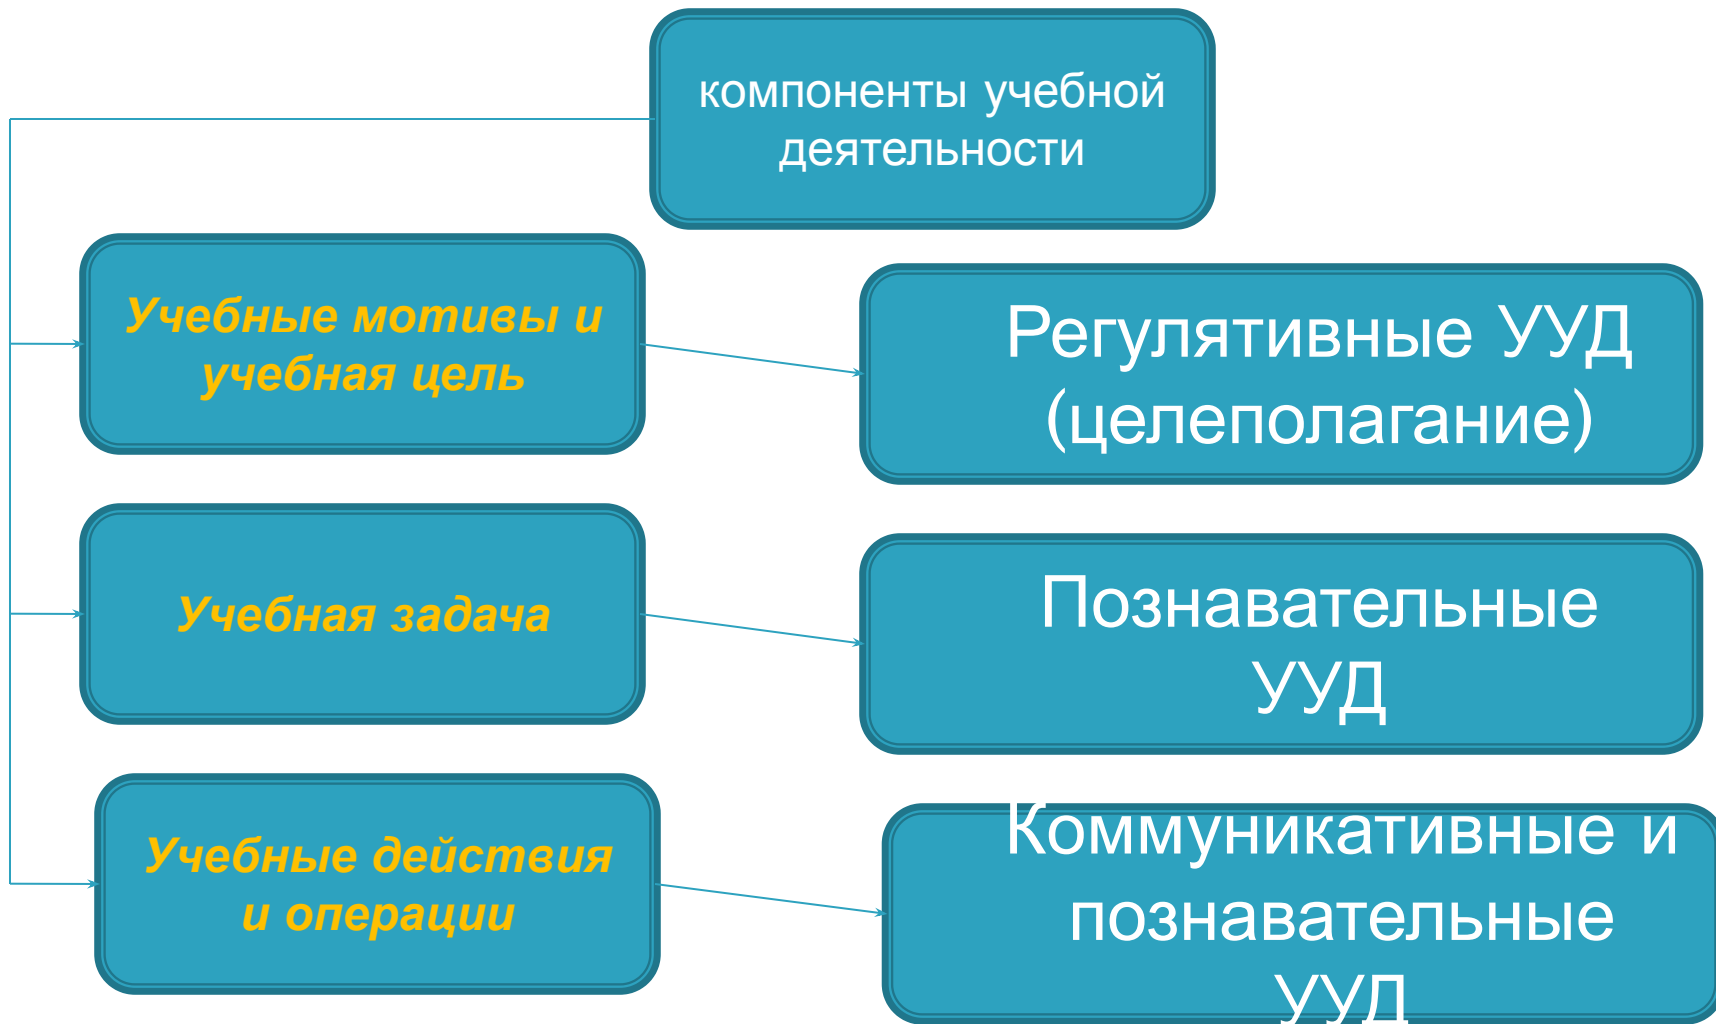 компоненты учебной
деятельности
Учебные мотивы и
учебная цель
Регулятивные УУД
(целеполагание)
Учебная задача
Познавательные
УУД
Учебные действия
и операции
Коммуникативные и
познавательные
УУД